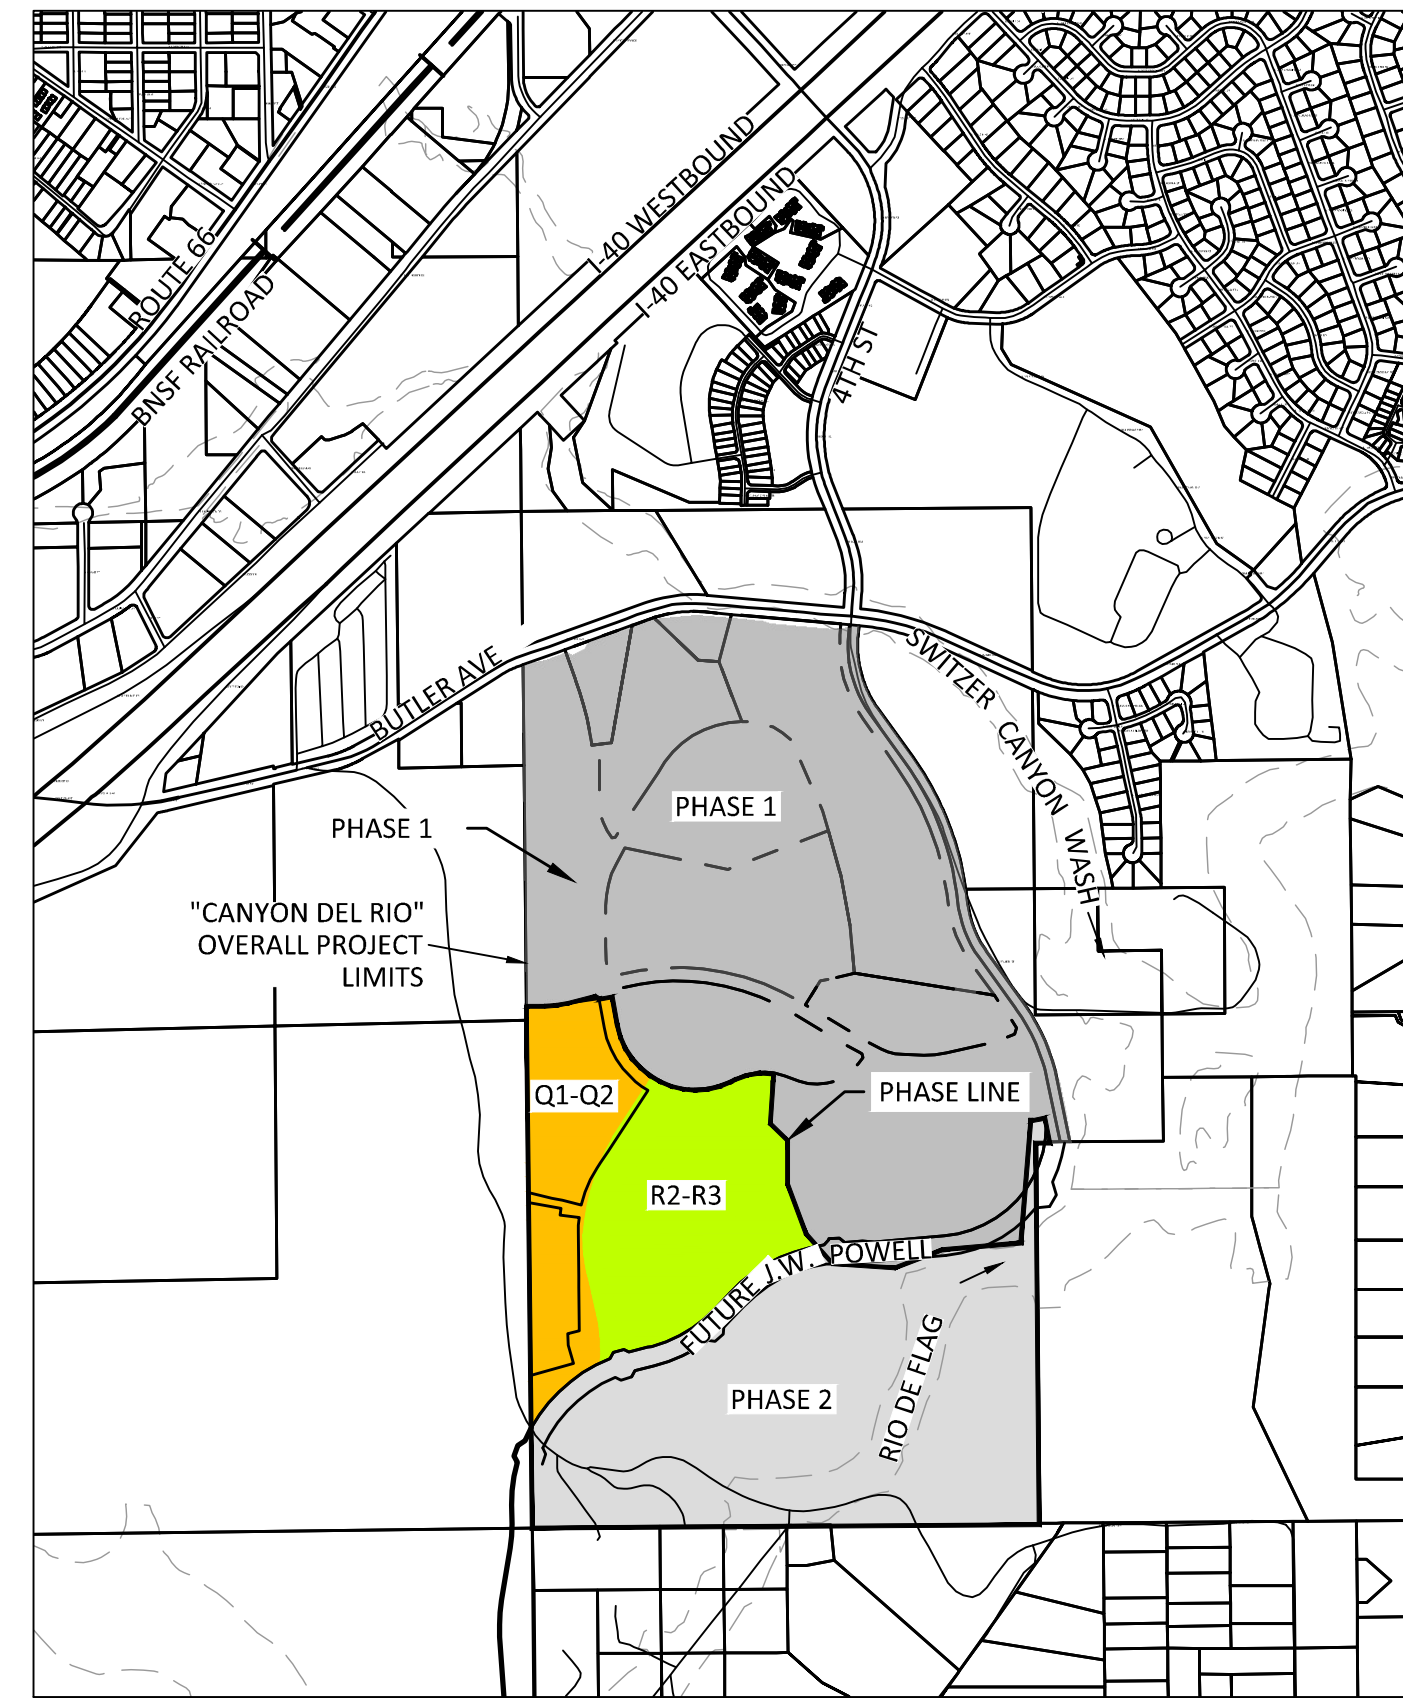 I-40 WESTBOUND
I-40 EASTBOUND
ROUTE 66
BNSF RAILROAD
4TH ST
BUTLER AVE
SWITZER CANYON WASH
PHASE 1
PHASE 1
"CANYON DEL RIO"
OVERALL PROJECT
LIMITS
Q1-Q2
PHASE LINE
R2-R3
FUTURE J.W. POWELL
RIO DE FLAG
PHASE 2